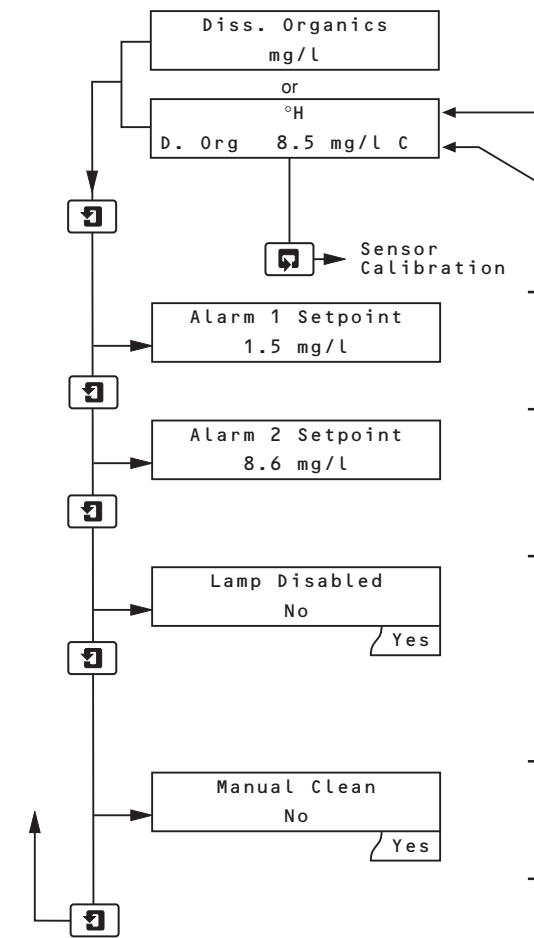 Diss. Organics
mg/l
or
°H
D. Org 8.5 mg/l C
Sensor
Calibration
Alarm 1 Setpoint
1.5 mg/l
Alarm 2 Setpoint
8.6 mg/l
Lamp Disabled
No
Yes
Manual Clean
No
Yes